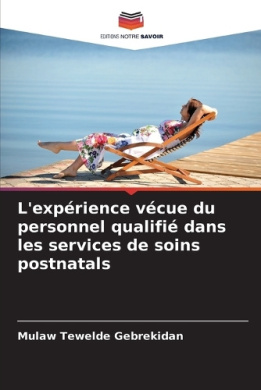 EDITIONS NOTRE SAVOIR
L'expérience vécue du
personnel qualifié dans
les services de soins
postnatals
Mulaw Tewelde Gebrekidan